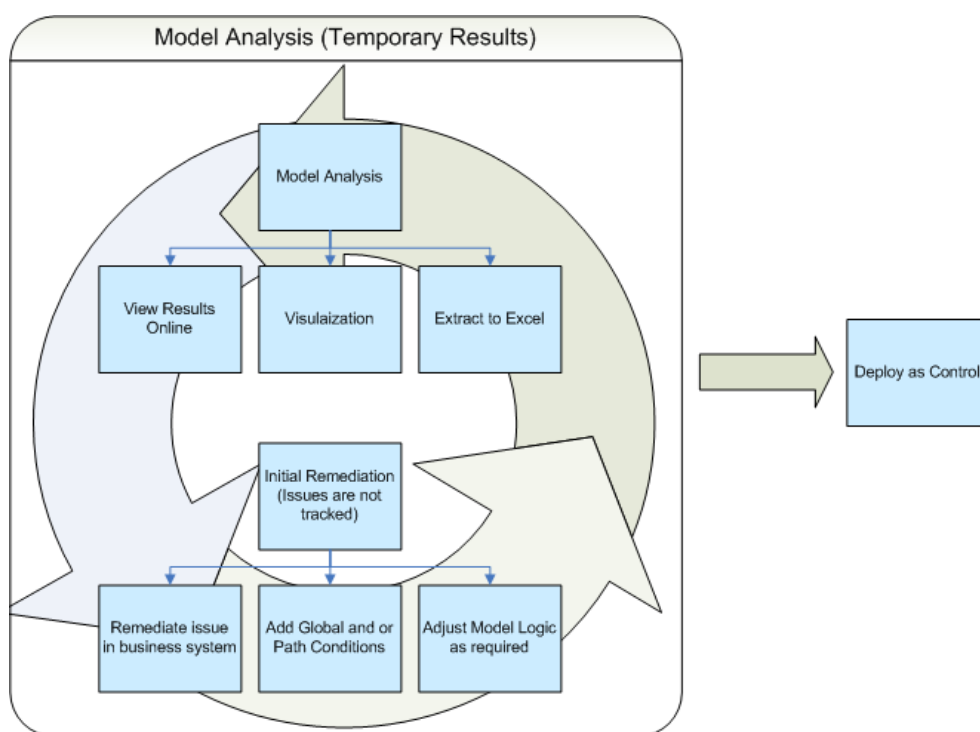 Model Analysis (Temporary Results)
Model Analysis
View Results
Online
Visulaization
Extract to Excel
Deploy as Control
Initial Remediation
(Issues are not
tracked)
Remediate issue
in business system
Add Global and or
Path Conditions
Adjust Model Logic
as required